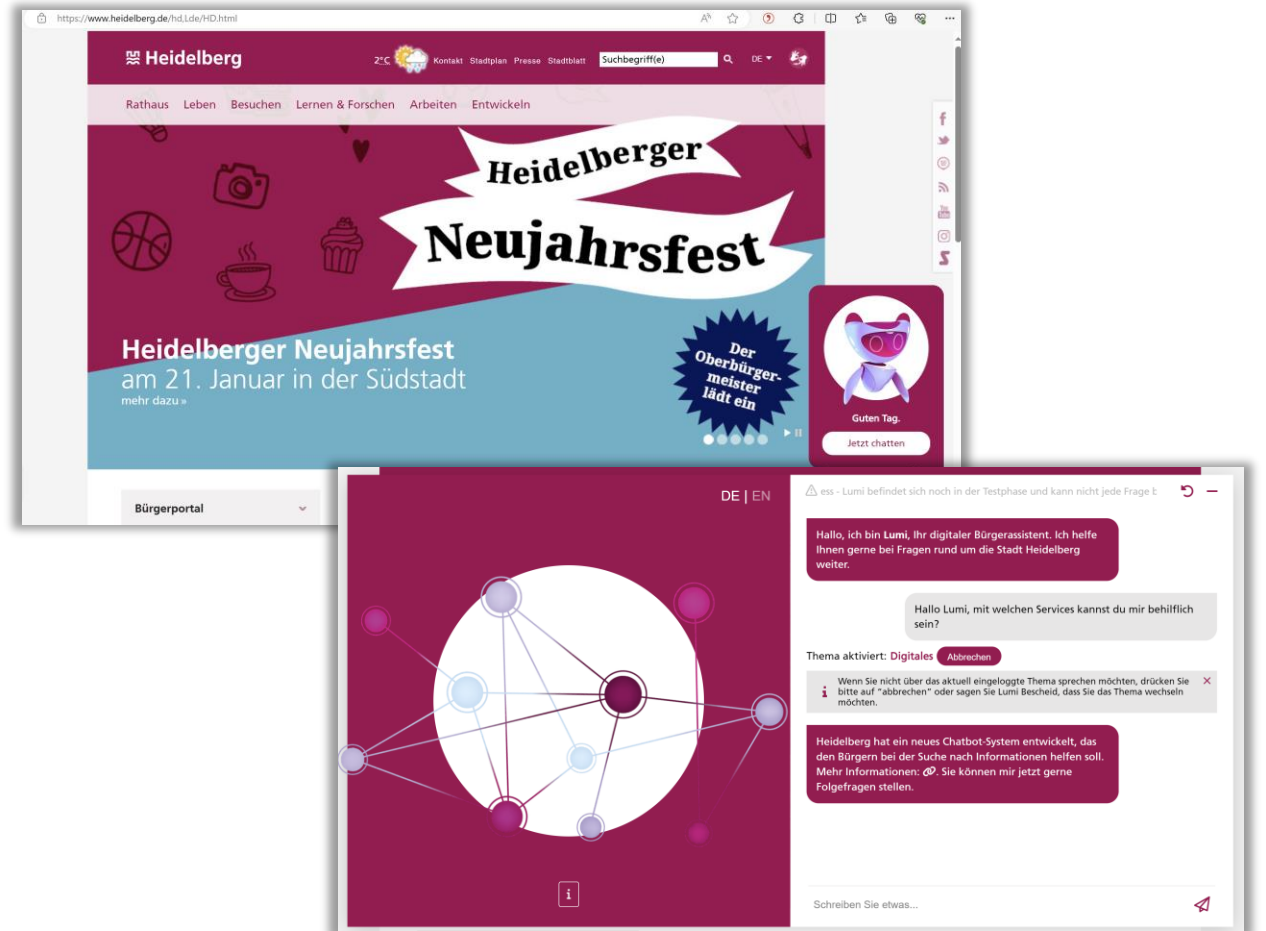 https://www.heidelberg.de/hd,Lde/HD.html
Heidelberg
2°C Kontakt Stadtplan Presse Stadtblatt Suchbegriff(e) DE
Rathaus Leben Besuchen Lernen & Forschen Arbeiten Entwickeln
Heidelberger
Neujahrsfest
Heidelberger Neujahrsfest
am 21. Januar in der Südstadt
mehr dazu »
Der
Oberbürger-
meister
lädt ein
Guten Tag.
Jetzt chatten
Bürgerportal
DE | EN
ess - Lumi befindet sich noch in der Testphase und kann nicht jede Frage b
Hallo, ich bin Lumi, Ihr digitaler Bürgerassistent. Ich helfe
Ihnen gerne bei Fragen rund um die Stadt Heidelberg
weiter.
Hallo Lumi, mit welchen Services kannst du mir behilflich
sein?
Thema aktiviert: Digitales Abbrechen
Wenn Sie nicht über das aktuell eingeloggte Thema sprechen möchten, drücken Sie
bitte auf "abbrechen" oder sagen Sie Lumi Bescheid, dass Sie das Thema wechseln
möchten.
Heidelberg hat ein neues Chatbot-System entwickelt, das
den Bürgern bei der Suche nach Informationen helfen soll.
Mehr Informationen: . Sie können mir jetzt gerne
Folgefragen stellen.
Schreiben Sie etwas...